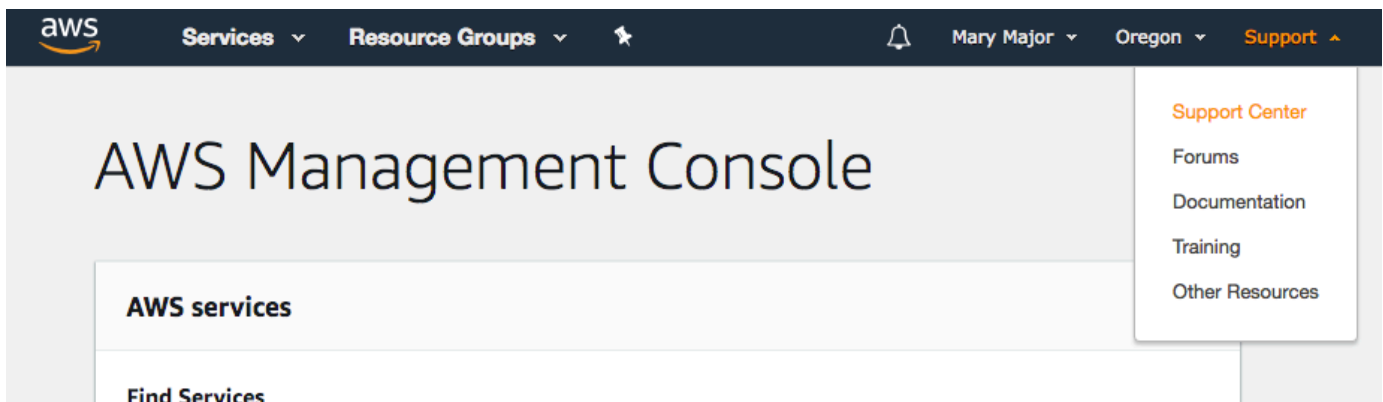 aws Services Resource Groups Mary Major Oregon Support
Support Center
Forums
Documentation
Training
Other Resources
AWS Management Console
AWS services
Find Services